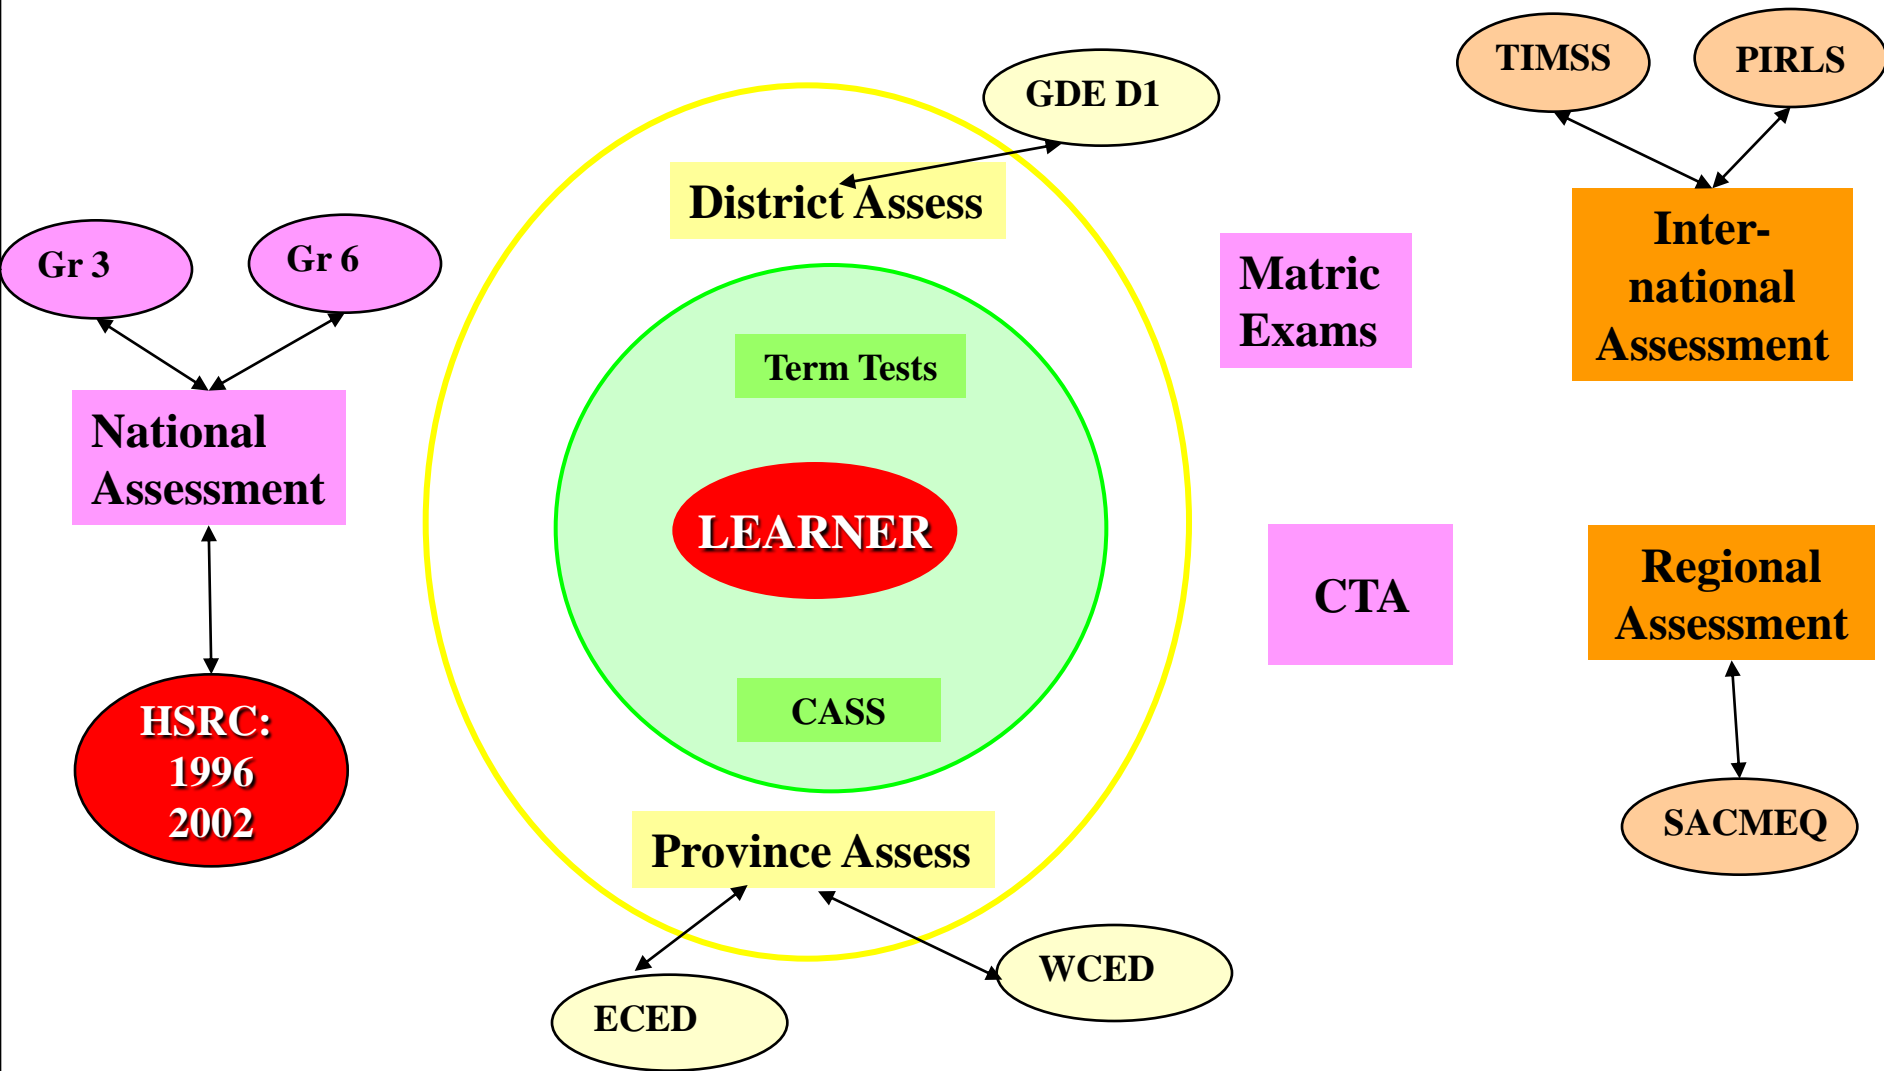 TIMSS
PIRLS
GDE D1
District Assess
Inter-
national
Assessment
Gr 3
Gr 6
Matric
Exams
Term Tests
National
Assessment
LEARNER
CTA
Regional
Assessment
HSRC:
1996
2002
CASS
SACMEQ
Province Assess
WCED
ECED